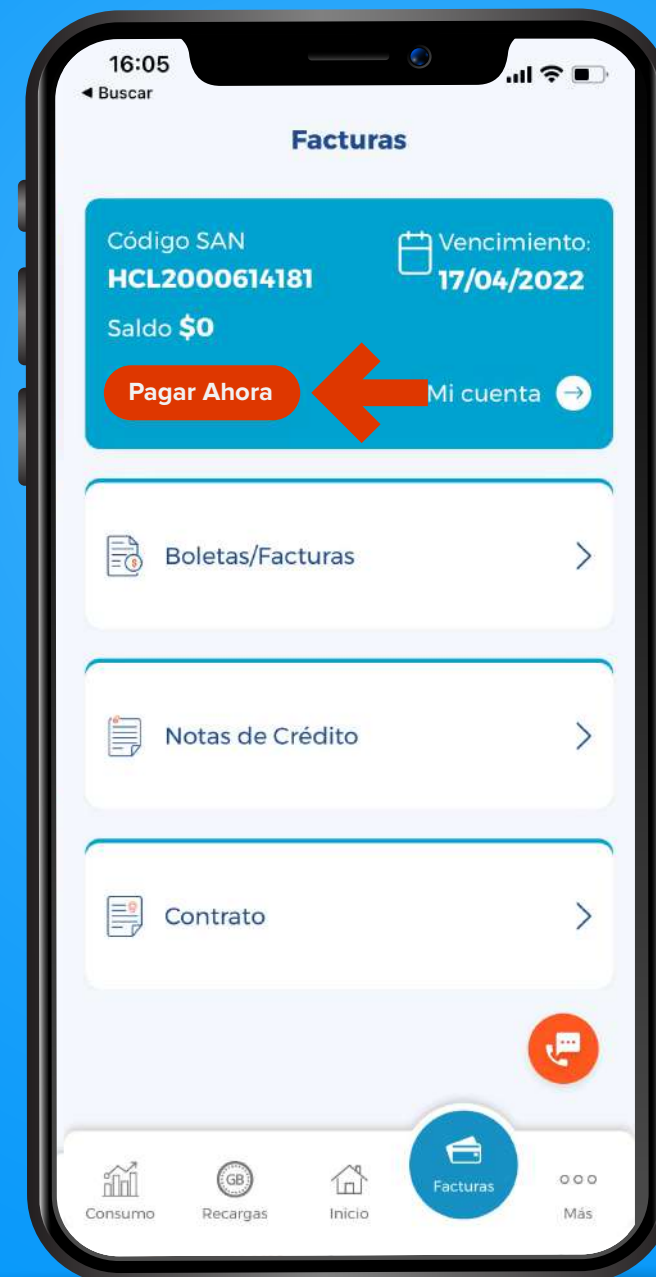 16:05
◀ Buscar
Facturas
Código SAN
HCL2000614181
Vencimiento:
17/04/2022
Saldo $0
Pagar Ahora
Mi cuenta
Boletas/Facturas
Notas de Crédito
Contrato
GB
Consumo
Recargas
Inicio
Facturas
Más